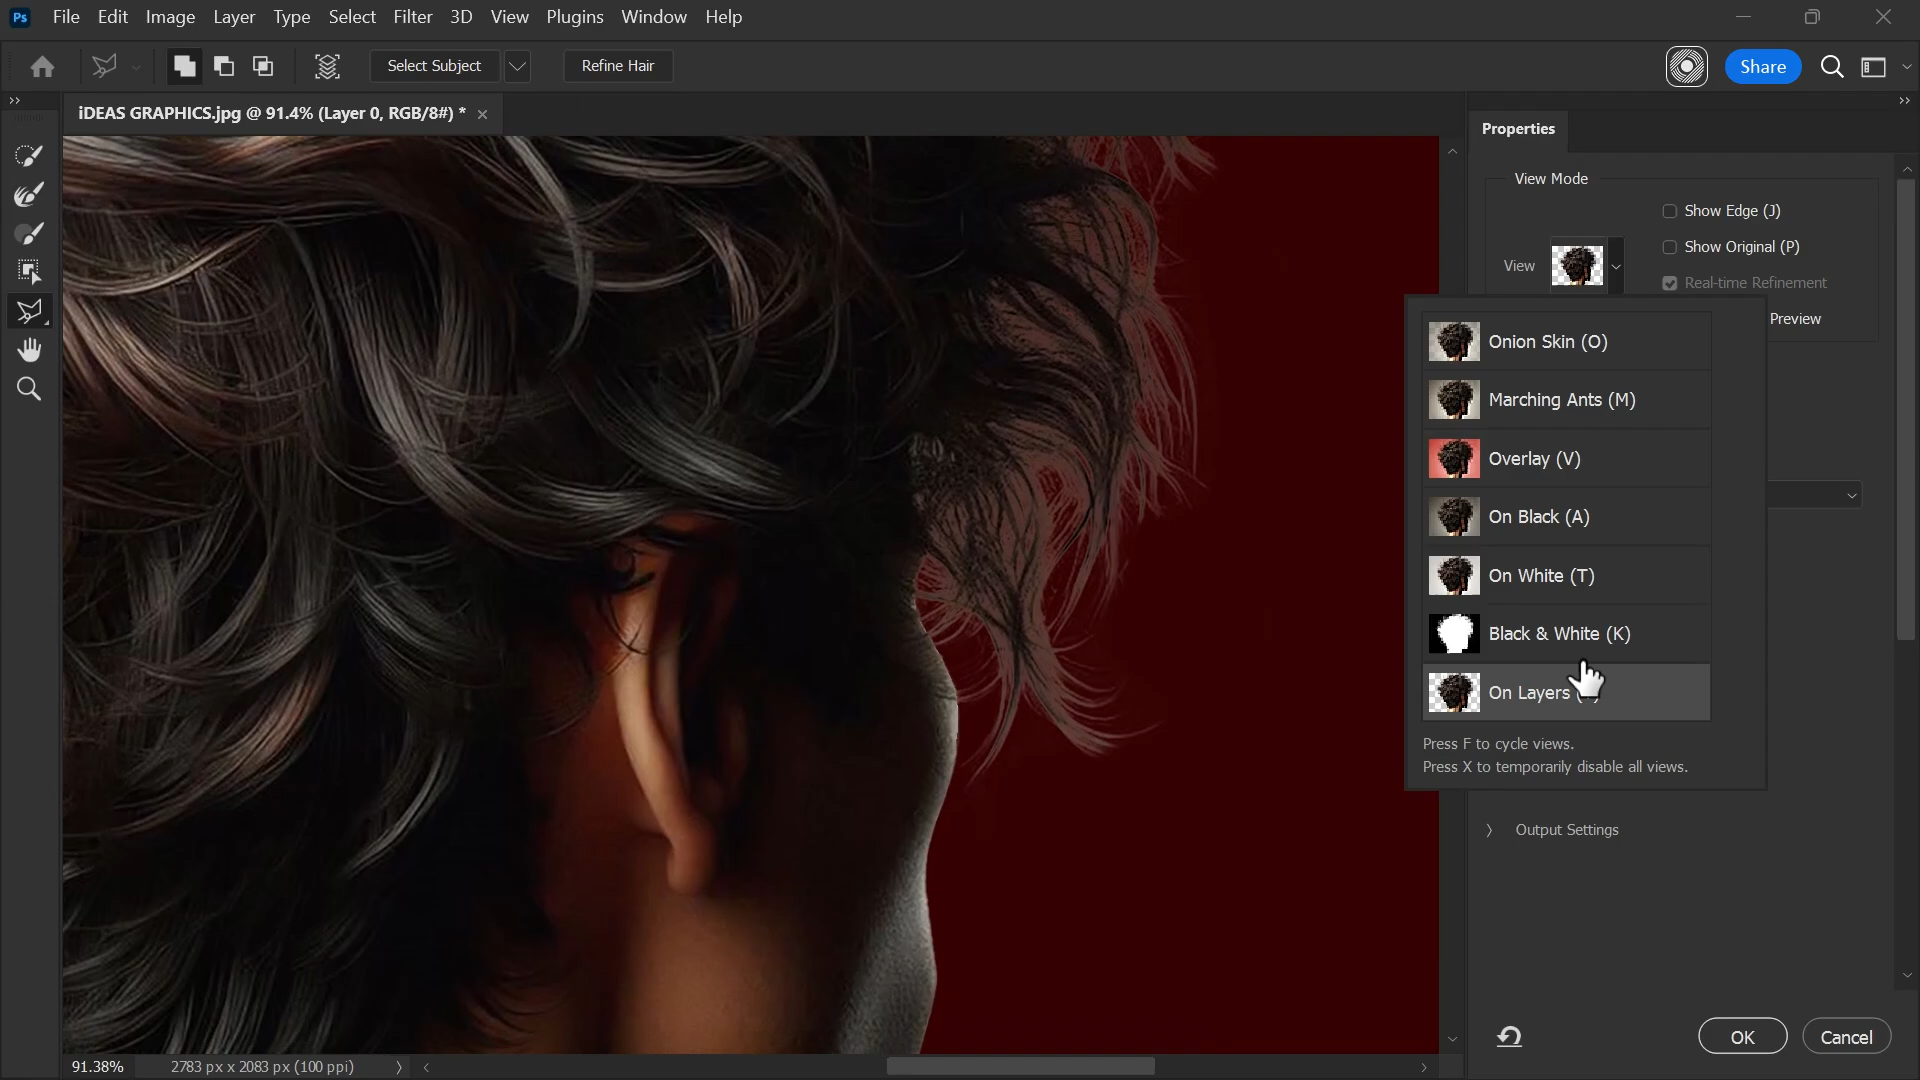 Ps File Edit Image Layer Type Select Filter 3D View Plugins Window Help
Select Subject Refine Hair Share
iDEAS GRAPHICS.jpg @ 91.4% (Layer 0, RGB/8#) *
Properties
View Mode
Show Edge (J)
Show Original (P)
View
Real-time Refinement
Preview
Onion Skin (O)
Marching Ants (M)
Overlay (V)
On Black (A)
On White (T)
Black & White (K)
On Layers
Press F to cycle views.
Press X to temporarily disable all views.
Output Settings
OK Cancel
91.38% 2783 px x 2083 px (100 ppi)